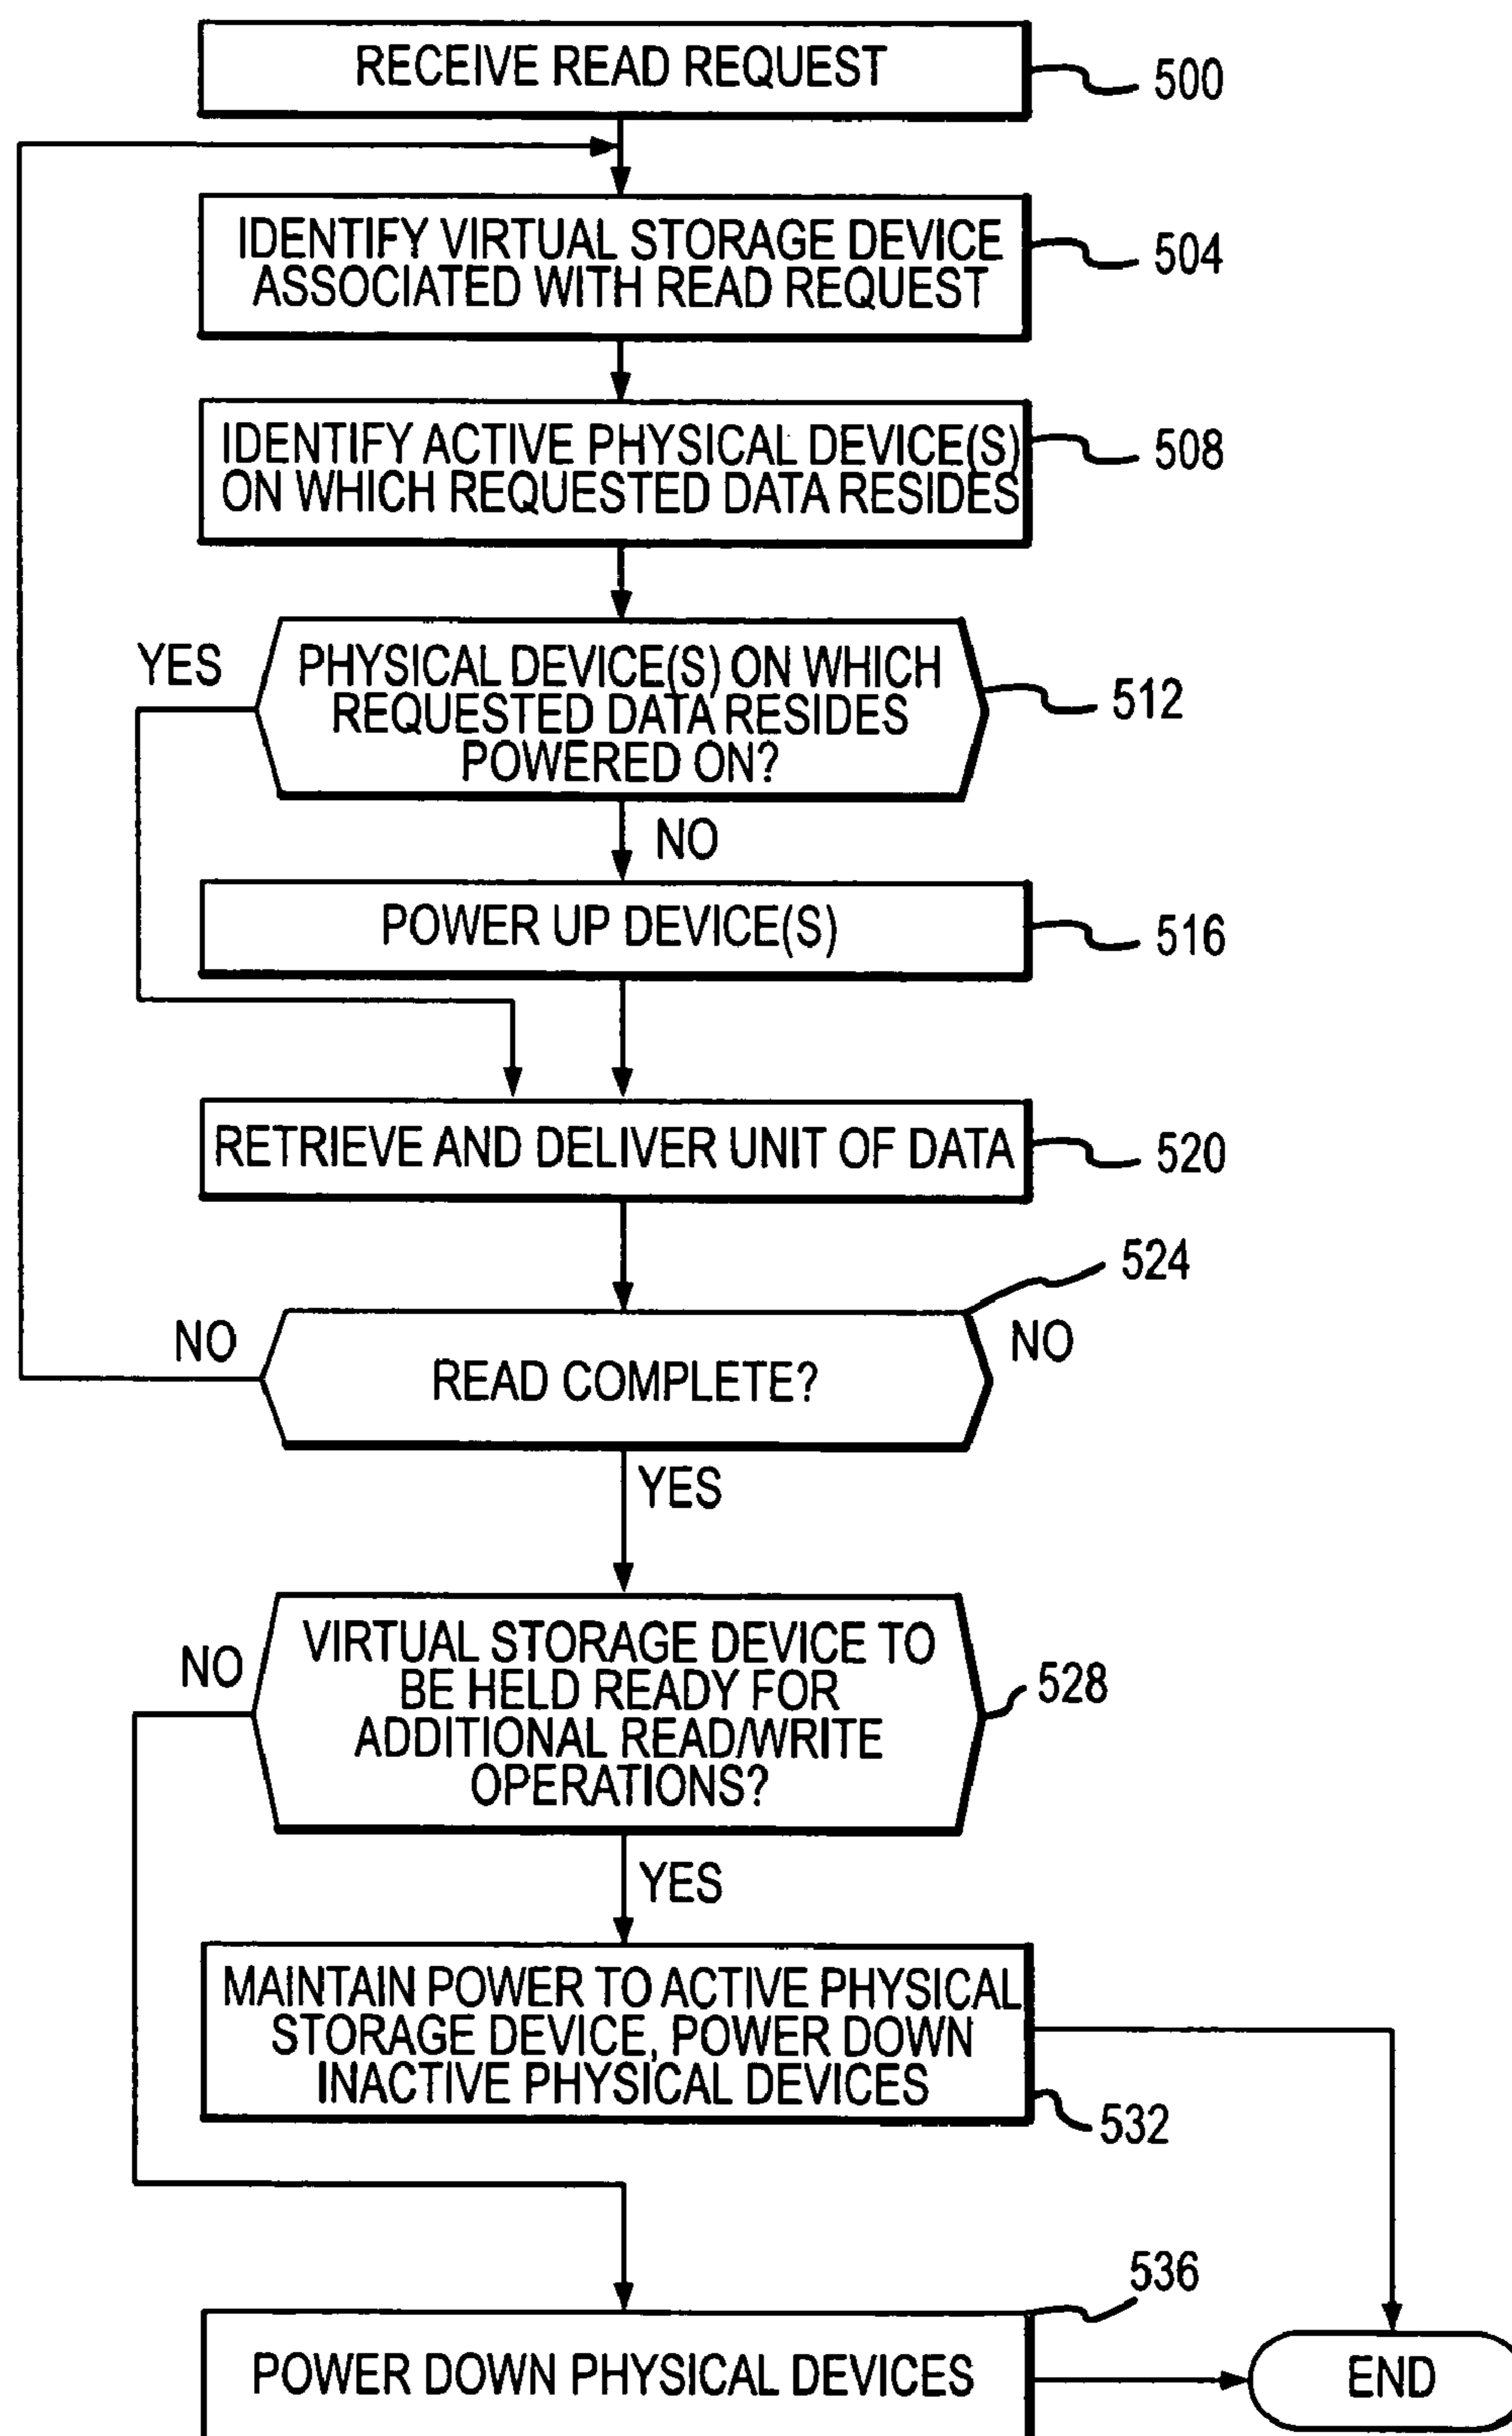 RECEIVE READ REQUEST
500
IDENTIFY VIRTUAL STORAGE DEVICE
ASSOCIATED WITH READ REQUEST
504
IDENTIFY ACTIVE PHYSICAL DEVICE(S)
ON WHICH REQUESTED DATA RESIDES
508
YES
PHYSICAL DEVICE(S) ON WHICH
REQUESTED DATA RESIDES
POWERED ON?
512
NO
POWER UP DEVICE(S)
516
RETRIEVE AND DELIVER UNIT OF DATA
520
524
NO
READ COMPLETE?
NO
YES
NO
VIRTUAL STORAGE DEVICE TO
BE HELD READY FOR
ADDITIONAL READ/WRITE
OPERATIONS?
528
YES
MAINTAIN POWER TO ACTIVE PHYSICAL
STORAGE DEVICE, POWER DOWN
INACTIVE PHYSICAL DEVICES
532
536
POWER DOWN PHYSICAL DEVICES
END